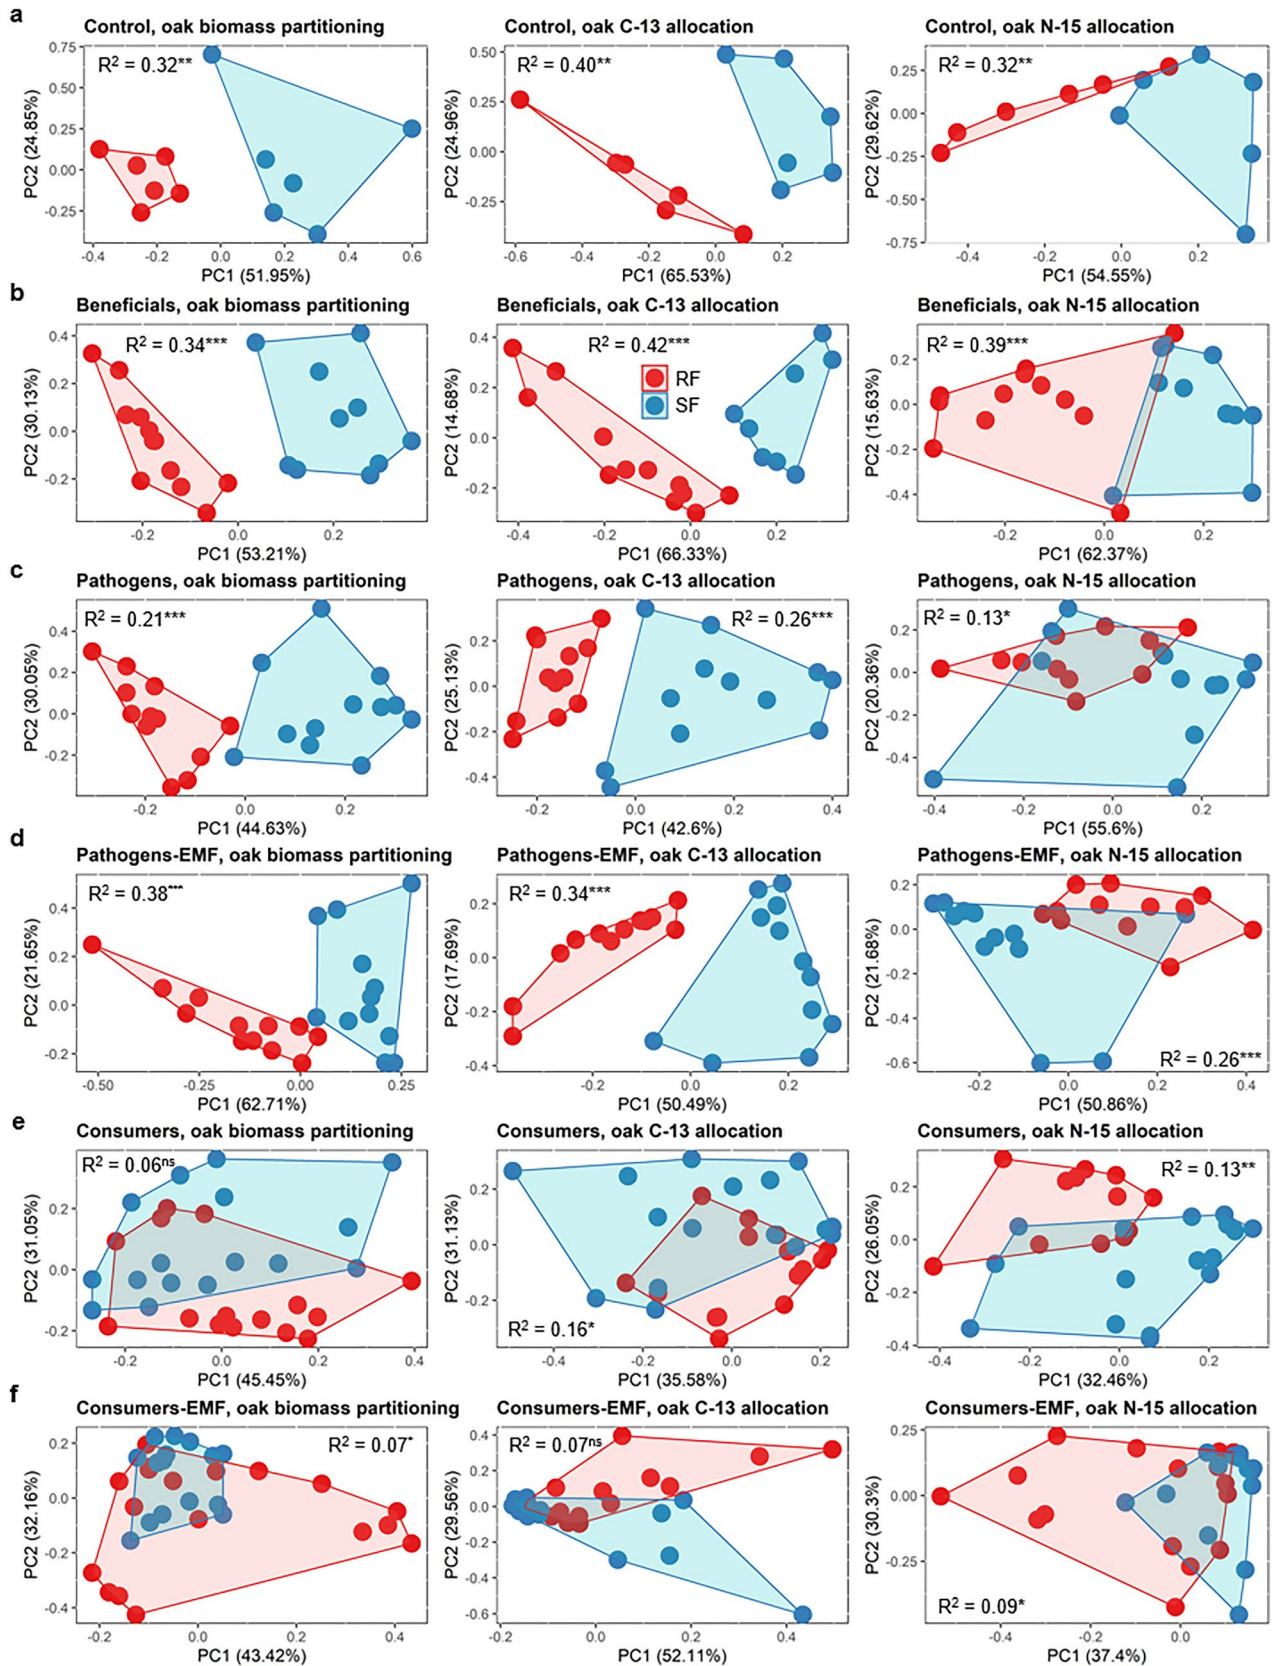 a
Control, oak biomass partitioning
R² = 0.32**
PC2 (24.85%)
0.75
0.50
0.25
0.00
-0.25
-0.4 -0.2 0.0 0.2 0.4 0.6
PC1 (51.95%)
Control, oak C-13 allocation
R² = 0.40**
PC2 (24.96%)
0.50
0.25
0.00
-0.25
-0.6 -0.4 -0.2 0.0 0.2
PC1 (65.53%)
Control, oak N-15 allocation
R² = 0.32**
PC2 (29.62%)
0.25
0.00
-0.25
-0.50
-0.75
-0.4 -0.2 0.0 0.2
PC1 (54.55%)
b
Beneficials, oak biomass partitioning
R² = 0.34***
PC2 (30.13%)
0.4
0.2
0.0
-0.2
-0.2 0.0 0.2
PC1 (53.21%)
Beneficials, oak C-13 allocation
R² = 0.42***
RF
SF
PC2 (14.68%)
0.4
0.2
0.0
-0.2
-0.4 -0.2 0.0
PC1 (66.33%)
Beneficials, oak N-15 allocation
R² = 0.39***
PC2 (15.63%)
0.2
0.0
-0.2
-0.4
-0.2 0.0 0.2
PC1 (62.37%)
c
Pathogens, oak biomass partitioning
R² = 0.21***
PC2 (30.05%)
0.4
0.2
0.0
-0.2
-0.2 0.0 0.2
PC1 (44.63%)
Pathogens, oak C-13 allocation
R² = 0.26***
PC2 (25.13%)
0.2
0.0
-0.2
-0.4
-0.2 0.0 0.2 0.4
PC1 (42.6%)
Pathogens, oak N-15 allocation
R² = 0.13*
PC2 (20.36%)
0.2
0.0
-0.2
-0.4
-0.4 -0.2 0.0 0.2
PC1 (55.6%)
d
Pathogens-EMF, oak biomass partitioning
R² = 0.38***
PC2 (21.65%)
0.4
0.2
0.0
-0.2
-0.50 -0.25 0.00 0.25
PC1 (62.71%)
Pathogens-EMF, oak C-13 allocation
R² = 0.34***
PC2 (17.69%)
0.2
0.0
-0.2
-0.4
-0.2 0.0 0.2
PC1 (50.49%)
Pathogens-EMF, oak N-15 allocation
R² = 0.26***
PC2 (21.68%)
0.2
0.0
-0.2
-0.4
-0.6
-0.2 0.0 0.2 0.4
PC1 (50.86%)
e
Consumers, oak biomass partitioning
R² = 0.06ns
PC2 (31.05%)
0.2
0.0
-0.2
-0.2 0.0 0.2 0.4
PC1 (45.45%)
Consumers, oak C-13 allocation
R² = 0.16*
PC2 (31.13%)
0.2
0.0
-0.2
-0.4 -0.2 0.0 0.2
PC1 (35.58%)
Consumers, oak N-15 allocation
R² = 0.13**
PC2 (26.05%)
0.2
0.0
-0.2
-0.4
-0.4 -0.2 0.0 0.2
PC1 (32.46%)
f
Consumers-EMF, oak biomass partitioning
R² = 0.07*
PC2 (32.16%)
0.2
0.0
-0.2
-0.4
-0.2 0.0 0.2 0.4
PC1 (43.42%)
Consumers-EMF, oak C-13 allocation
R² = 0.07ns
PC2 (29.56%)
0.4
0.2
0.0
-0.2
-0.4
-0.6
-0.2 0.0 0.2 0.4
PC1 (52.11%)
Consumers-EMF, oak N-15 allocation
R² = 0.09*
PC2 (30.3%)
0.25
0.00
-0.25
-0.4 -0.2 0.0
PC1 (37.4%)